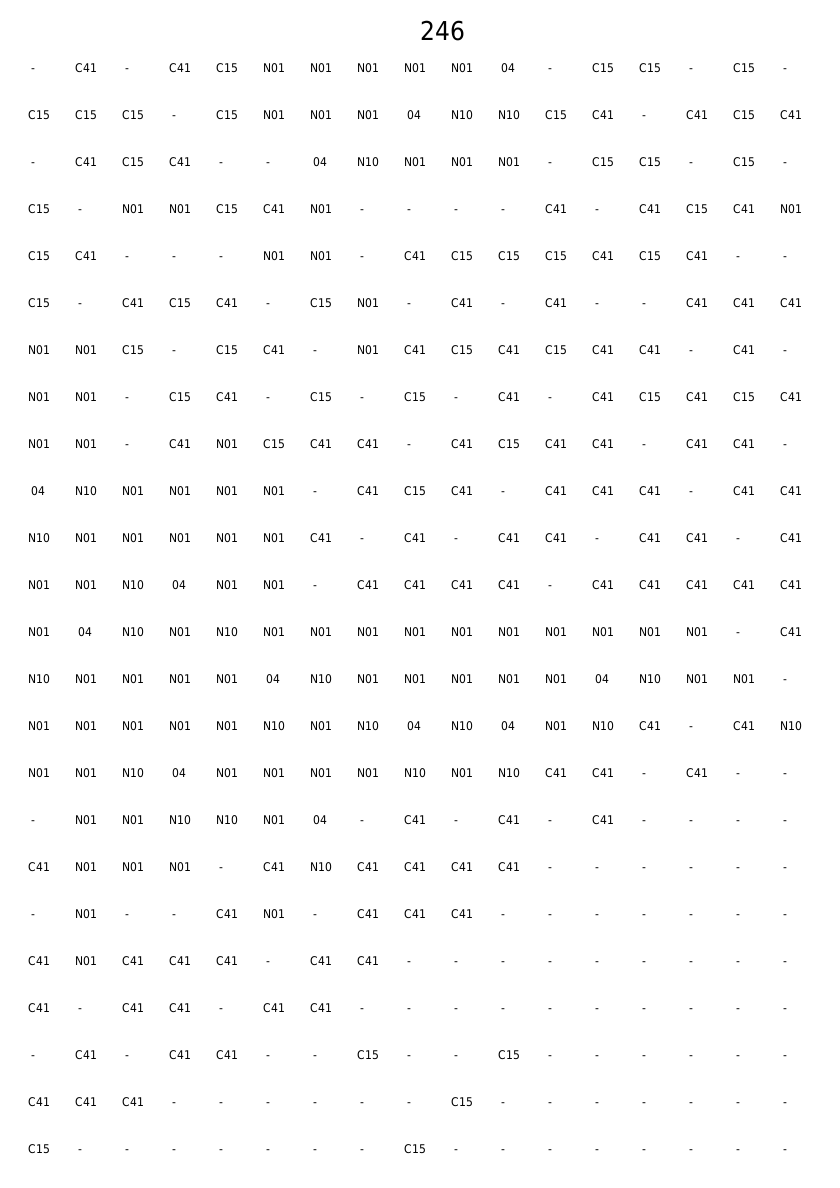 246
- C41 - C41 C15 N01 N01 N01 N01 N01 04 - C15 C15 - C15 -
C15 C15 C15 - C15 N01 N01 N01 04 N10 N10 C15 C41 - C41 C15 C41
- C41 C15 C41 - - 04 N10 N01 N01 N01 - C15 C15 - C15 -
C15 - N01 N01 C15 C41 N01 - - - - C41 - C41 C15 C41 N01
C15 C41 - - - N01 N01 - C41 C15 C15 C15 C41 C15 C41 - -
C15 - C41 C15 C41 - C15 N01 - C41 - C41 - - C41 C41 C41
N01 N01 C15 - C15 C41 - N01 C41 C15 C41 C15 C41 C41 - C41 -
N01 N01 - C15 C41 - C15 - C15 - C41 - C41 C15 C41 C15 C41
N01 N01 - C41 N01 C15 C41 C41 - C41 C15 C41 C41 - C41 C41 -
04 N10 N01 N01 N01 N01 - C41 C15 C41 - C41 C41 C41 - C41 C41
N10 N01 N01 N01 N01 N01 C41 - C41 - C41 C41 - C41 C41 - C41
N01 N01 N10 04 N01 N01 - C41 C41 C41 C41 - C41 C41 C41 C41 C41
N01 04 N10 N01 N10 N01 N01 N01 N01 N01 N01 N01 N01 N01 N01 - C41
N10 N01 N01 N01 N01 04 N10 N01 N01 N01 N01 N01 04 N10 N01 N01 -
N01 N01 N01 N01 N01 N10 N01 N10 04 N10 04 N01 N10 C41 - C41 N10
N01 N01 N10 04 N01 N01 N01 N01 N10 N01 N10 C41 C41 - C41 - -
- N01 N01 N10 N10 N01 04 - C41 - C41 - C41 - - - -
C41 N01 N01 N01 - C41 N10 C41 C41 C41 C41 - - - - - -
- N01 - - C41 N01 - C41 C41 C41 - - - - - - -
C41 N01 C41 C41 C41 - C41 C41 - - - - - - - - -
C41 - C41 C41 - C41 C41 - - - - - - - - - -
- C41 - C41 C41 - - C15 - - C15 - - - - - -
C41 C41 C41 - - - - - - C15 - - - - - - -
C15 - - - - - - - C15 - - - - - - - -